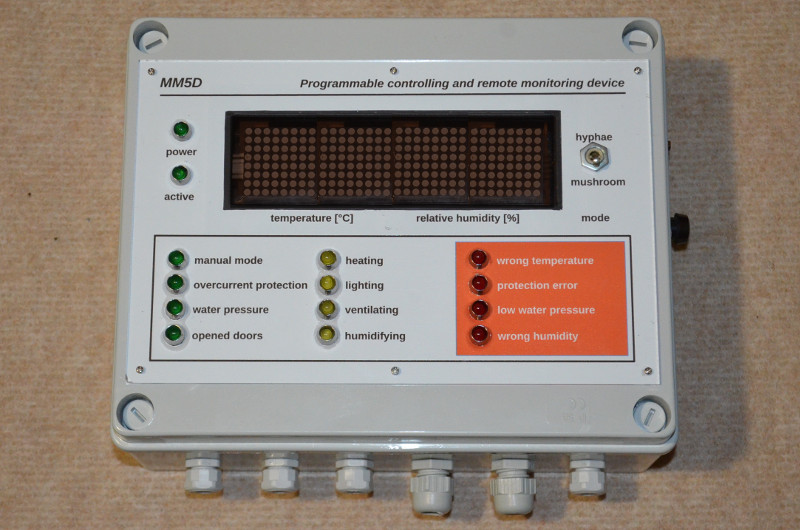 MM5D
Programmable controlling and remote monitoring device
power
active
hyphae
mushroom
mode
temperature [°C]
relative humidity [%]
manual mode
overcurrent protection
water pressure
opened doors
heating
lighting
ventilating
humidifying
wrong temperature
protection error
low water pressure
wrong humidity